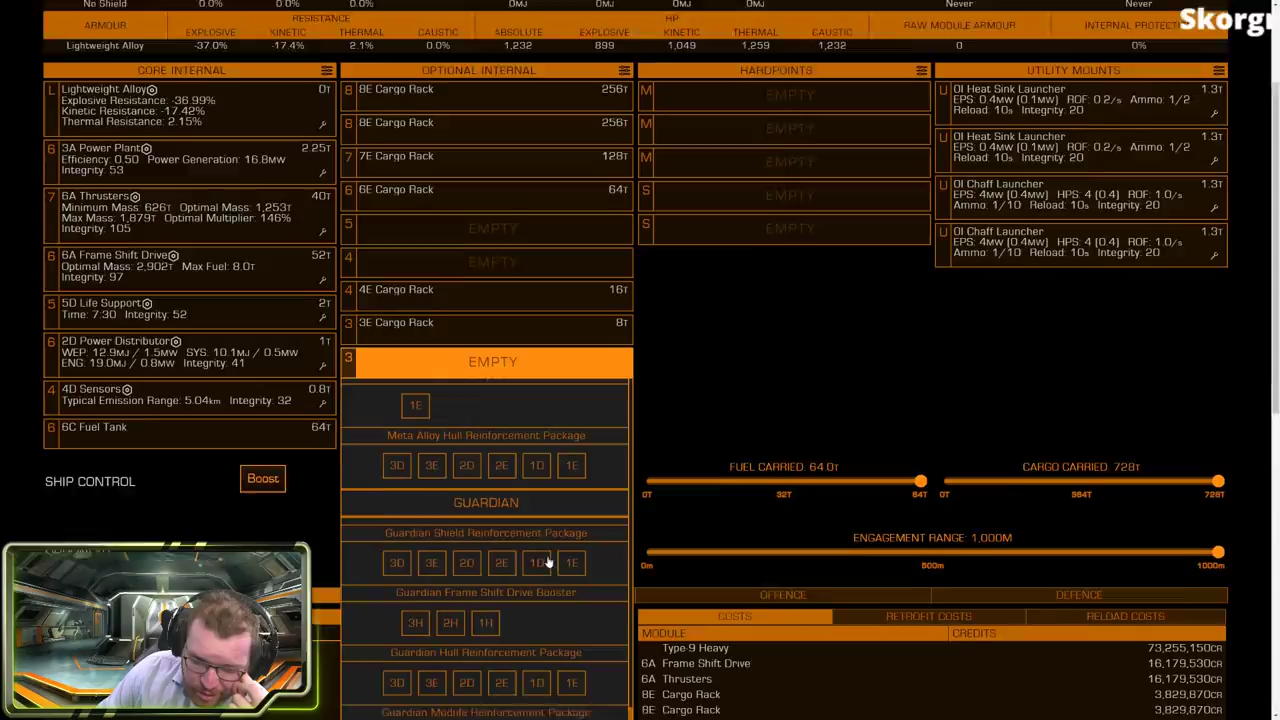 No Shield 0.0% 0.0% 0MJ 0MJ 0MJ 0MJ Never Never
ARMOUR RESISTANCE HP RAW MODULE ARMOUR INTERNAL PROTECTI
EXPLOSIVE KINETIC THERMAL CAUSTIC ABSOLUTE EXPLOSIVE KINETIC THERMAL CAUSTIC
Lightweight Alloy -37.0% -17.4% 2.1% 0.0% 1,232 899 1,049 1,259 1,232 0 0%
Skorgr
CORE INTERNAL
L Lightweight Alloy 0T
Explosive Resistance: -36.99%
Kinetic Resistance: -17.42%
Thermal Resistance: 2.15%
6 3A Power Plant 2.25T
Efficiency: 0.50 Power Generation: 16.8MW
Integrity: 53
7 6A Thrusters 40T
Minimum Mass: 626T Optimal Mass: 1,253T
Max Mass: 1,879T Optimal Multiplier: 146%
Integrity: 105
6 6A Frame Shift Drive 52T
Optimal Mass: 2,902T Max Fuel: 8.0T
Integrity: 97
5 5D Life Support 2T
Time: 7:30 Integrity: 52
6 2D Power Distributor 1T
WEP: 12.9MJ / 1.5MW SYS: 10.1MJ / 0.5MW
ENG: 19.0MJ / 0.8MW Integrity: 41
4 4D Sensors 0.8T
Typical Emission Range: 5.04km Integrity: 32
6 6C Fuel Tank 64T
SHIP CONTROL Boost
OPTIONAL INTERNAL
8 8E Cargo Rack 256T
8 8E Cargo Rack 256T
7 7E Cargo Rack 128T
6 6E Cargo Rack 64T
5 EMPTY
4 EMPTY
4 4E Cargo Rack 16T
3 3E Cargo Rack 8T
3 EMPTY
1E
Meta Alloy Hull Reinforcement Package
3D 3E 2D 2E 1D 1E
GUARDIAN
Guardian Shield Reinforcement Package
3D 3E 2D 2E 1D 1E
Guardian Frame Shift Drive Booster
3H 2H 1H
Guardian Hull Reinforcement Package
3D 3E 2D 2E 1D 1E
Guardian Module Reinforcement Package
HARDPOINTS
M EMPTY
M EMPTY
M EMPTY
S EMPTY
S EMPTY
UTILITY MOUNTS
U 0I Heat Sink Launcher 1.3T
EPS: 0.4MW (0.1MW) ROF: 0.2/s Ammo: 1/2
Reload: 10s Integrity: 20
U 0I Heat Sink Launcher 1.3T
EPS: 0.4MW (0.1MW) ROF: 0.2/s Ammo: 1/2
Reload: 10s Integrity: 20
U 0I Chaff Launcher 1.3T
EPS: 4MW (0.4MW) HPS: 4 (0.4) ROF: 1.0/s
Ammo: 1/10 Reload: 10s Integrity: 20
U 0I Chaff Launcher 1.3T
EPS: 4MW (0.4MW) HPS: 4 (0.4) ROF: 1.0/s
Ammo: 1/10 Reload: 10s Integrity: 20
FUEL CARRIED: 64.0T CARGO CARRIED: 728T
0T 32T 64T 0T 364T 728T
ENGAGEMENT RANGE: 1,000M
0m 500m 1000m
OFFENCE DEFENCE
COSTS RETROFIT COSTS RELOAD COSTS
MODULE CREDITS
Type-9 Heavy 73,255,150CR
6A Frame Shift Drive 16,179,530CR
6A Thrusters 16,179,530CR
8E Cargo Rack 3,829,870CR
8E Cargo Rack 3,829,870CR